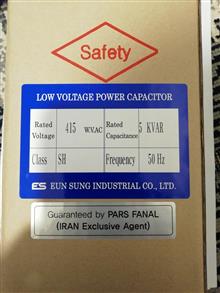 Safety
LOW VOLTAGE POWER CAPACITOR
Rated Voltage 415 W.V.AC Rated Capacitance 5 KVAR
Class SH Frequency 50 Hz
ES EUN SUNG INDUSTRIAL CO., LTD.
Guaranteed by PARS FANAL
(IRAN Exclusive Agent)